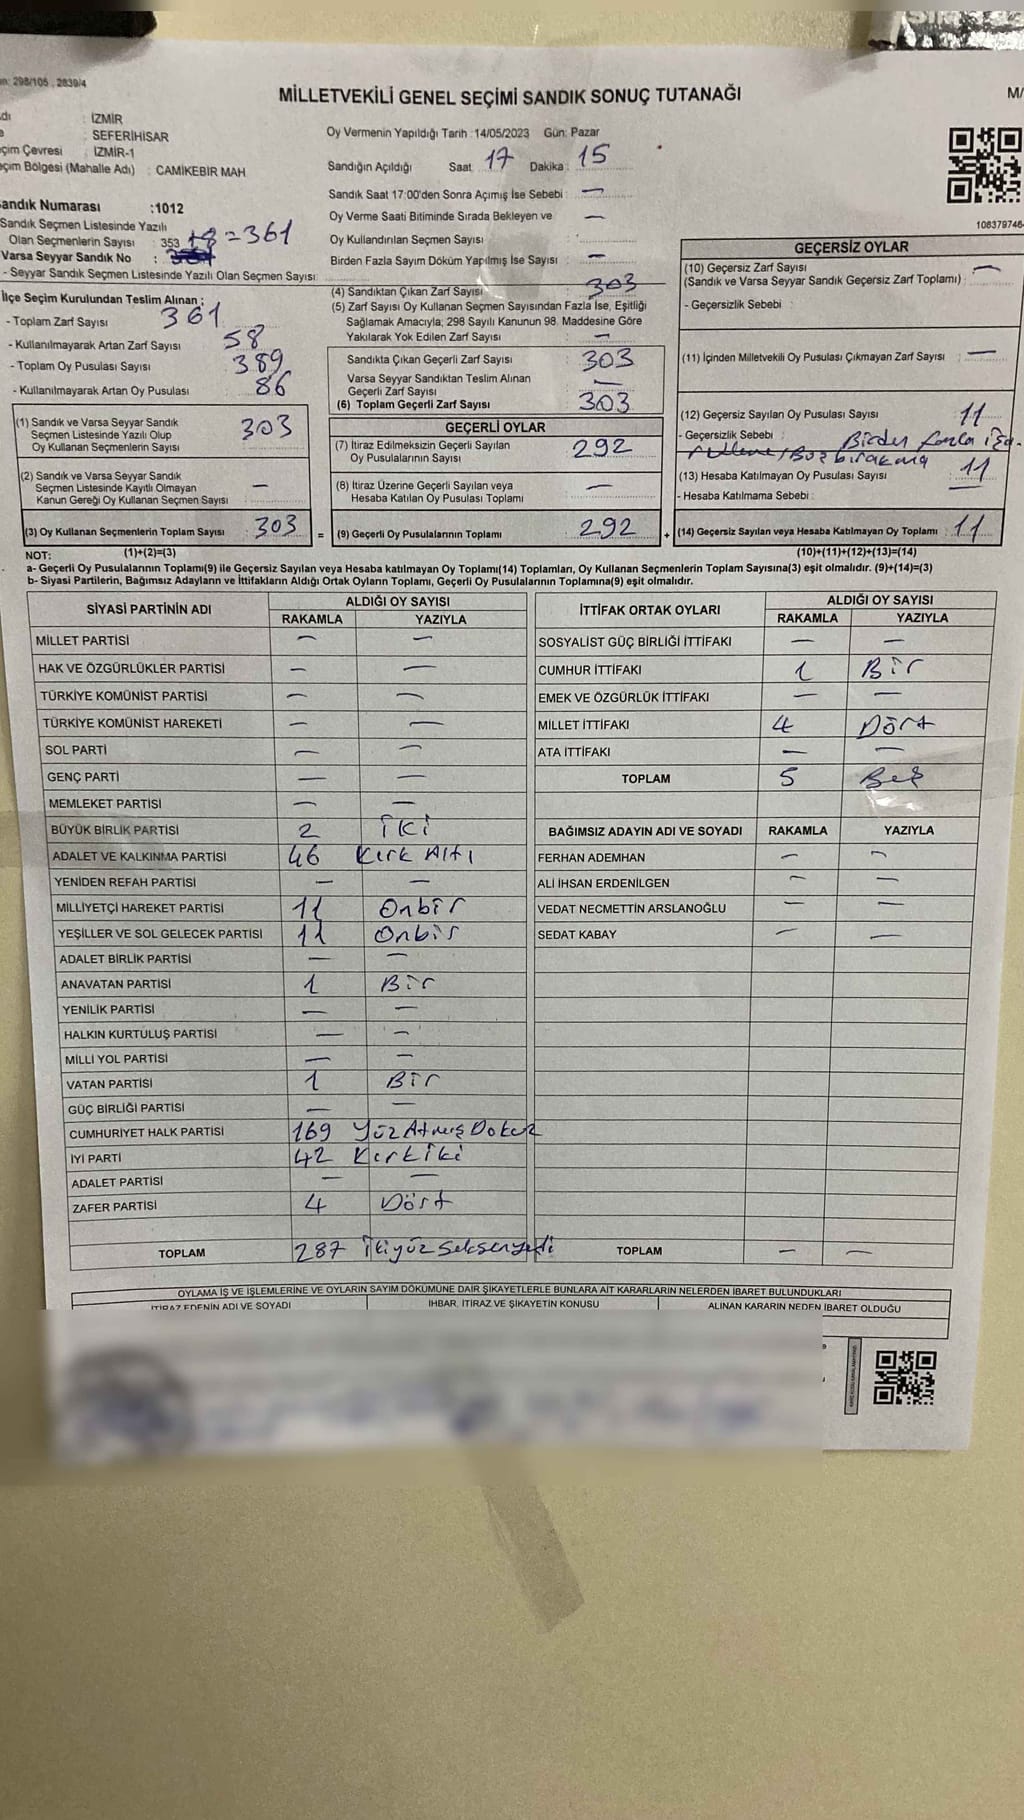 298/105 , 2839/4
MİLLETVEKİLİ GENEL SEÇİMİ SANDIK SONUÇ TUTANAĞI
M/
: İZMİR
: SEFERİHİSAR
çim Çevresi : İZMİR-1
çim Bölgesi (Mahalle Adı) : CAMİKEBİR MAH
andık Numarası :1012
Sandık Seçmen Listesinde Yazılı
Olan Seçmenlerin Sayısı : 353 +8=361
Varsa Seyyar Sandık No :
- Seyyar Sandık Seçmen Listesinde Yazılı Olan Seçmen Sayısı:
Oy Vermenin Yapıldığı Tarih : 14/05/2023 Gün: Pazar
Sandığın Açıldığı Saat 17 Dakika : 15
Sandık Saat 17:00'den Sonra Açımış İse Sebebi : —
Oy Verme Saati Bitiminde Sırada Bekleyen ve —
Oy Kullandırılan Seçmen Sayısı :
Birden Fazla Sayım Döküm Yapılmış İse Sayısı : —
108379746-
İlçe Seçim Kurulundan Teslim Alınan ;
- Toplam Zarf Sayısı 361
- Kullanılmayarak Artan Zarf Sayısı 58
- Toplam Oy Pusulası Sayısı 389
- Kullanılmayarak Artan Oy Pusulası 86
(1) Sandık ve Varsa Seyyar Sandık
Seçmen Listesinde Yazılı Olup
Oy Kullanan Seçmenlerin Sayısı 303
(2) Sandık ve Varsa Seyyar Sandık
Seçmen Listesinde Kayıtlı Olmayan
Kanun Gereği Oy Kullanan Seçmen Sayısı —
(3) Oy Kullanan Seçmenlerin Toplam Sayısı 303
(4) Sandıktan Çıkan Zarf Sayısı 303
(5) Zarf Sayısı Oy Kullanan Seçmen Sayısından Fazla İse, Eşitliği
Sağlamak Amacıyla; 298 Sayılı Kanunun 98. Maddesine Göre
Yakılarak Yok Edilen Zarf Sayısı —
Sandıkta Çıkan Geçerli Zarf Sayısı 303
Varsa Seyyar Sandıktan Teslim Alınan
Geçerli Zarf Sayısı —
(6) Toplam Geçerli Zarf Sayısı 303
GEÇERLİ OYLAR
(7) İtiraz Edilmeksizin Geçerli Sayılan
Oy Pusulalarının Sayısı 292
(8) İtiraz Üzerine Geçerli Sayılan veya
Hesaba Katılan Oy Pusulası Toplamı —
= (9) Geçerli Oy Pusulalarının Toplamı 292
GEÇERSİZ OYLAR
(10) Geçersiz Zarf Sayısı —
(Sandık ve Varsa Seyyar Sandık Geçersiz Zarf Toplamı) :
- Geçersizlik Sebebi :
(11) İçinden Milletvekili Oy Pusulası Çıkmayan Zarf Sayısı : —
(12) Geçersiz Sayılan Oy Pusulası Sayısı 11
- Geçersizlik Sebebi : Birden fazla
Boş bırakma
(13) Hesaba Katılmayan Oy Pusulası Sayısı 11
- Hesaba Katılmama Sebebi :
+ (14) Geçersiz Sayılan veya Hesaba Katılmayan Oy Toplamı 11
NOT: (1)+(2)=(3) (10)+(11)+(12)+(13)=(14)
a- Geçerli Oy Pusulalarının Toplamı(9) ile Geçersiz Sayılan veya Hesaba katılmayan Oy Toplamı(14) Toplamları, Oy Kullanan Seçmenlerin Toplam Sayısına(3) eşit olmalıdır. (9)+(14)=(3)
b- Siyasi Partilerin, Bağımsız Adayların ve İttifakların Aldığı Ortak Oyların Toplamı, Geçerli Oy Pusulalarının Toplamına(9) eşit olmalıdır.
SİYASİ PARTİNİN ADI ALDIĞI OY SAYISI
RAKAMLA YAZIYLA
MİLLET PARTİSİ — —
HAK VE ÖZGÜRLÜKLER PARTİSİ — —
TÜRKİYE KOMÜNİST PARTİSİ — —
TÜRKİYE KOMÜNİST HAREKETİ — —
SOL PARTİ — —
GENÇ PARTİ — —
MEMLEKET PARTİSİ — —
BÜYÜK BİRLİK PARTİSİ 2 İKİ
ADALET VE KALKINMA PARTİSİ 46 Kırk Altı
YENİDEN REFAH PARTİSİ — —
MİLLİYETÇİ HAREKET PARTİSİ 11 Onbir
YEŞİLLER VE SOL GELECEK PARTİSİ 11 Onbir
ADALET BİRLİK PARTİSİ — —
ANAVATAN PARTİSİ 1 Bir
YENİLİK PARTİSİ — —
HALKIN KURTULUŞ PARTİSİ — —
MİLLİ YOL PARTİSİ — —
VATAN PARTİSİ 1 Bir
GÜÇ BİRLİĞİ PARTİSİ — —
CUMHURİYET HALK PARTİSİ 169 Yüz Atmış Dokuz
İYİ PARTİ 42 Kırkiki
ADALET PARTİSİ — —
ZAFER PARTİSİ 4 Dört
TOPLAM 287 İkiyüz Seksenyedi
İTTİFAK ORTAK OYLARI ALDIĞI OY SAYISI
RAKAMLA YAZIYLA
SOSYALİST GÜÇ BİRLİĞİ İTTİFAKI — —
CUMHUR İTTİFAKI 1 Bir
EMEK VE ÖZGÜRLÜK İTTİFAKI — —
MİLLET İTTİFAKI 4 Dört
ATA İTTİFAKI — —
TOPLAM 5 Beş
BAĞIMSIZ ADAYIN ADI VE SOYADI RAKAMLA YAZIYLA
FERHAN ADEMHAN — —
ALİ İHSAN ERDENİLGEN — —
VEDAT NECMETTİN ARSLANOĞLU — —
SEDAT KABAY — —
TOPLAM — —
OYLAMA İŞ VE İŞLEMLERİNE VE OYLARIN SAYIM DÖKÜMÜNE DAİR ŞİKAYETLERLE BUNLARA AİT KARARLARIN NELERDEN İBARET BULUNDUKLARI
İTİRAZ EDENİN ADI VE SOYADI İHBAR, İTİRAZ VE ŞİKAYETİN KONUSU ALINAN KARARIN NEDEN İBARET OLDUĞU